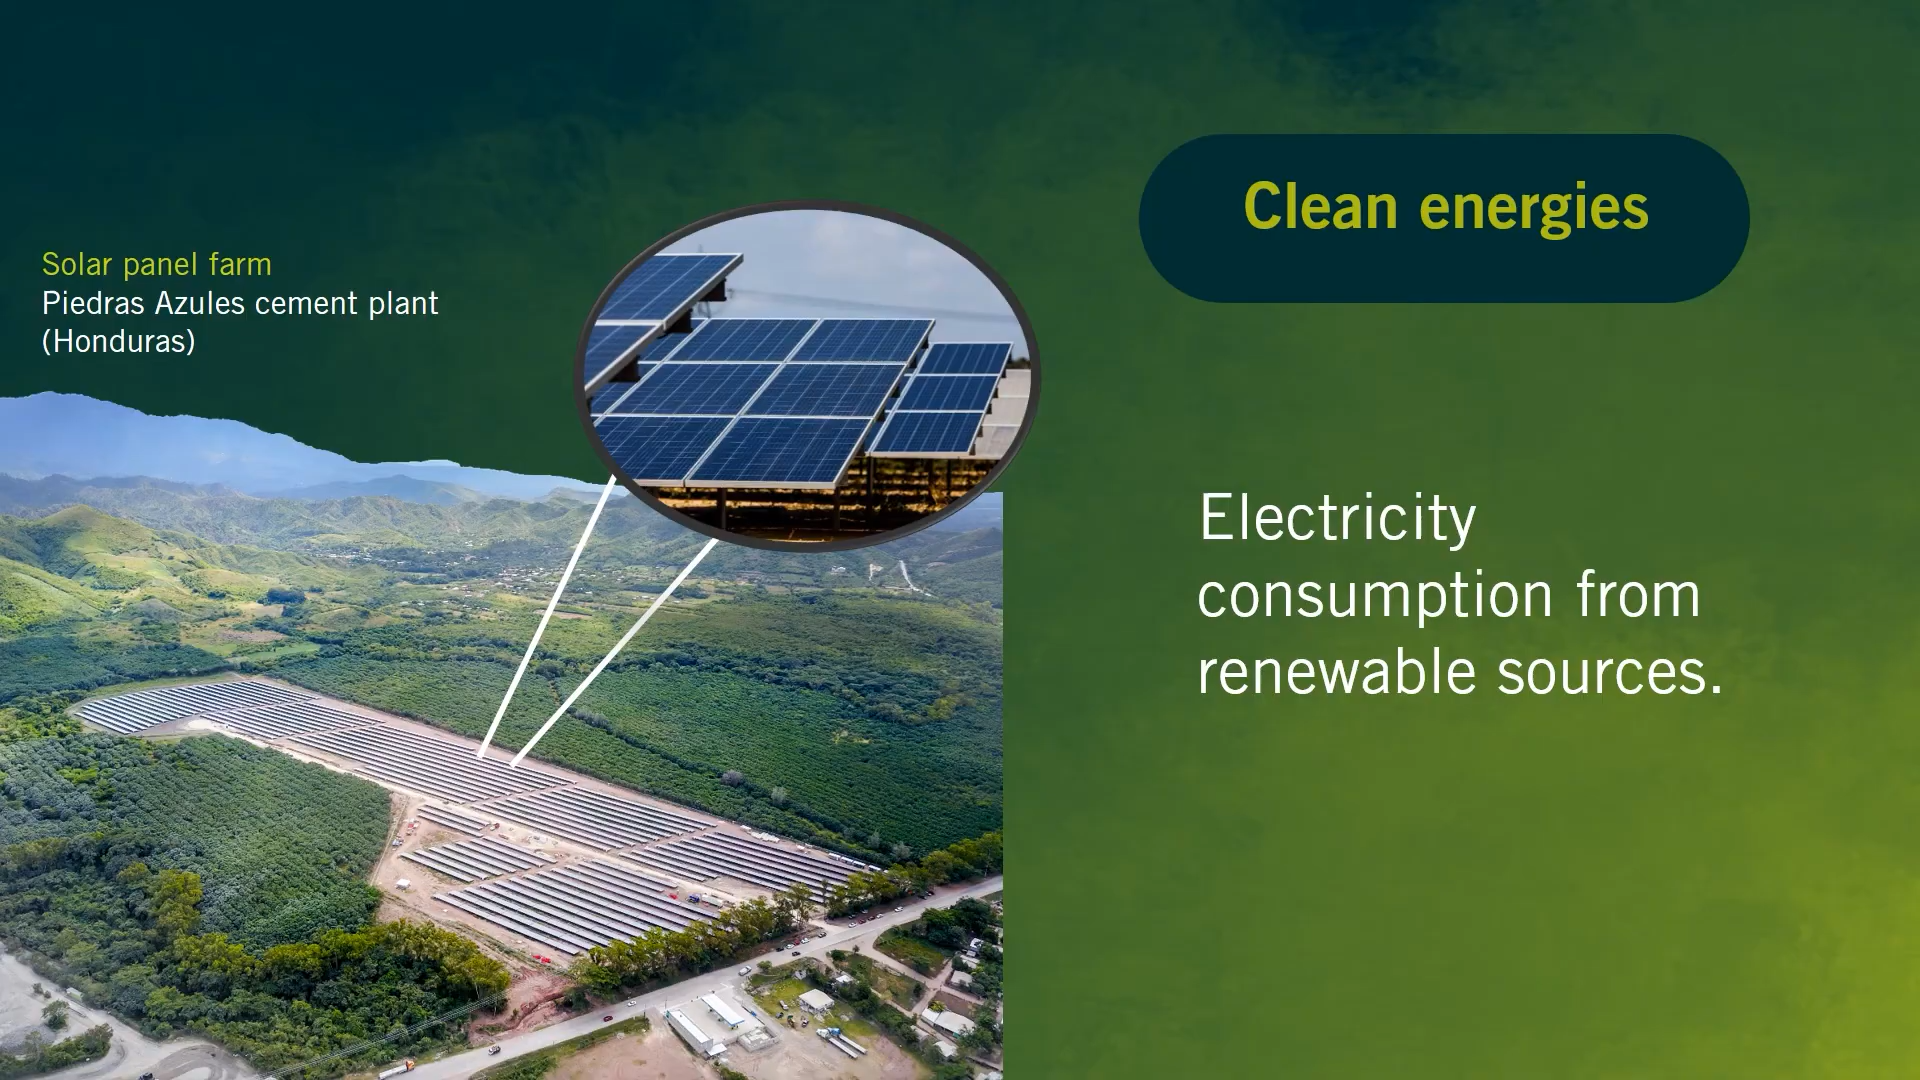 Solar panel farm
Piedras Azules cement plant
(Honduras)
Clean energies
Electricity
consumption from
renewable sources.